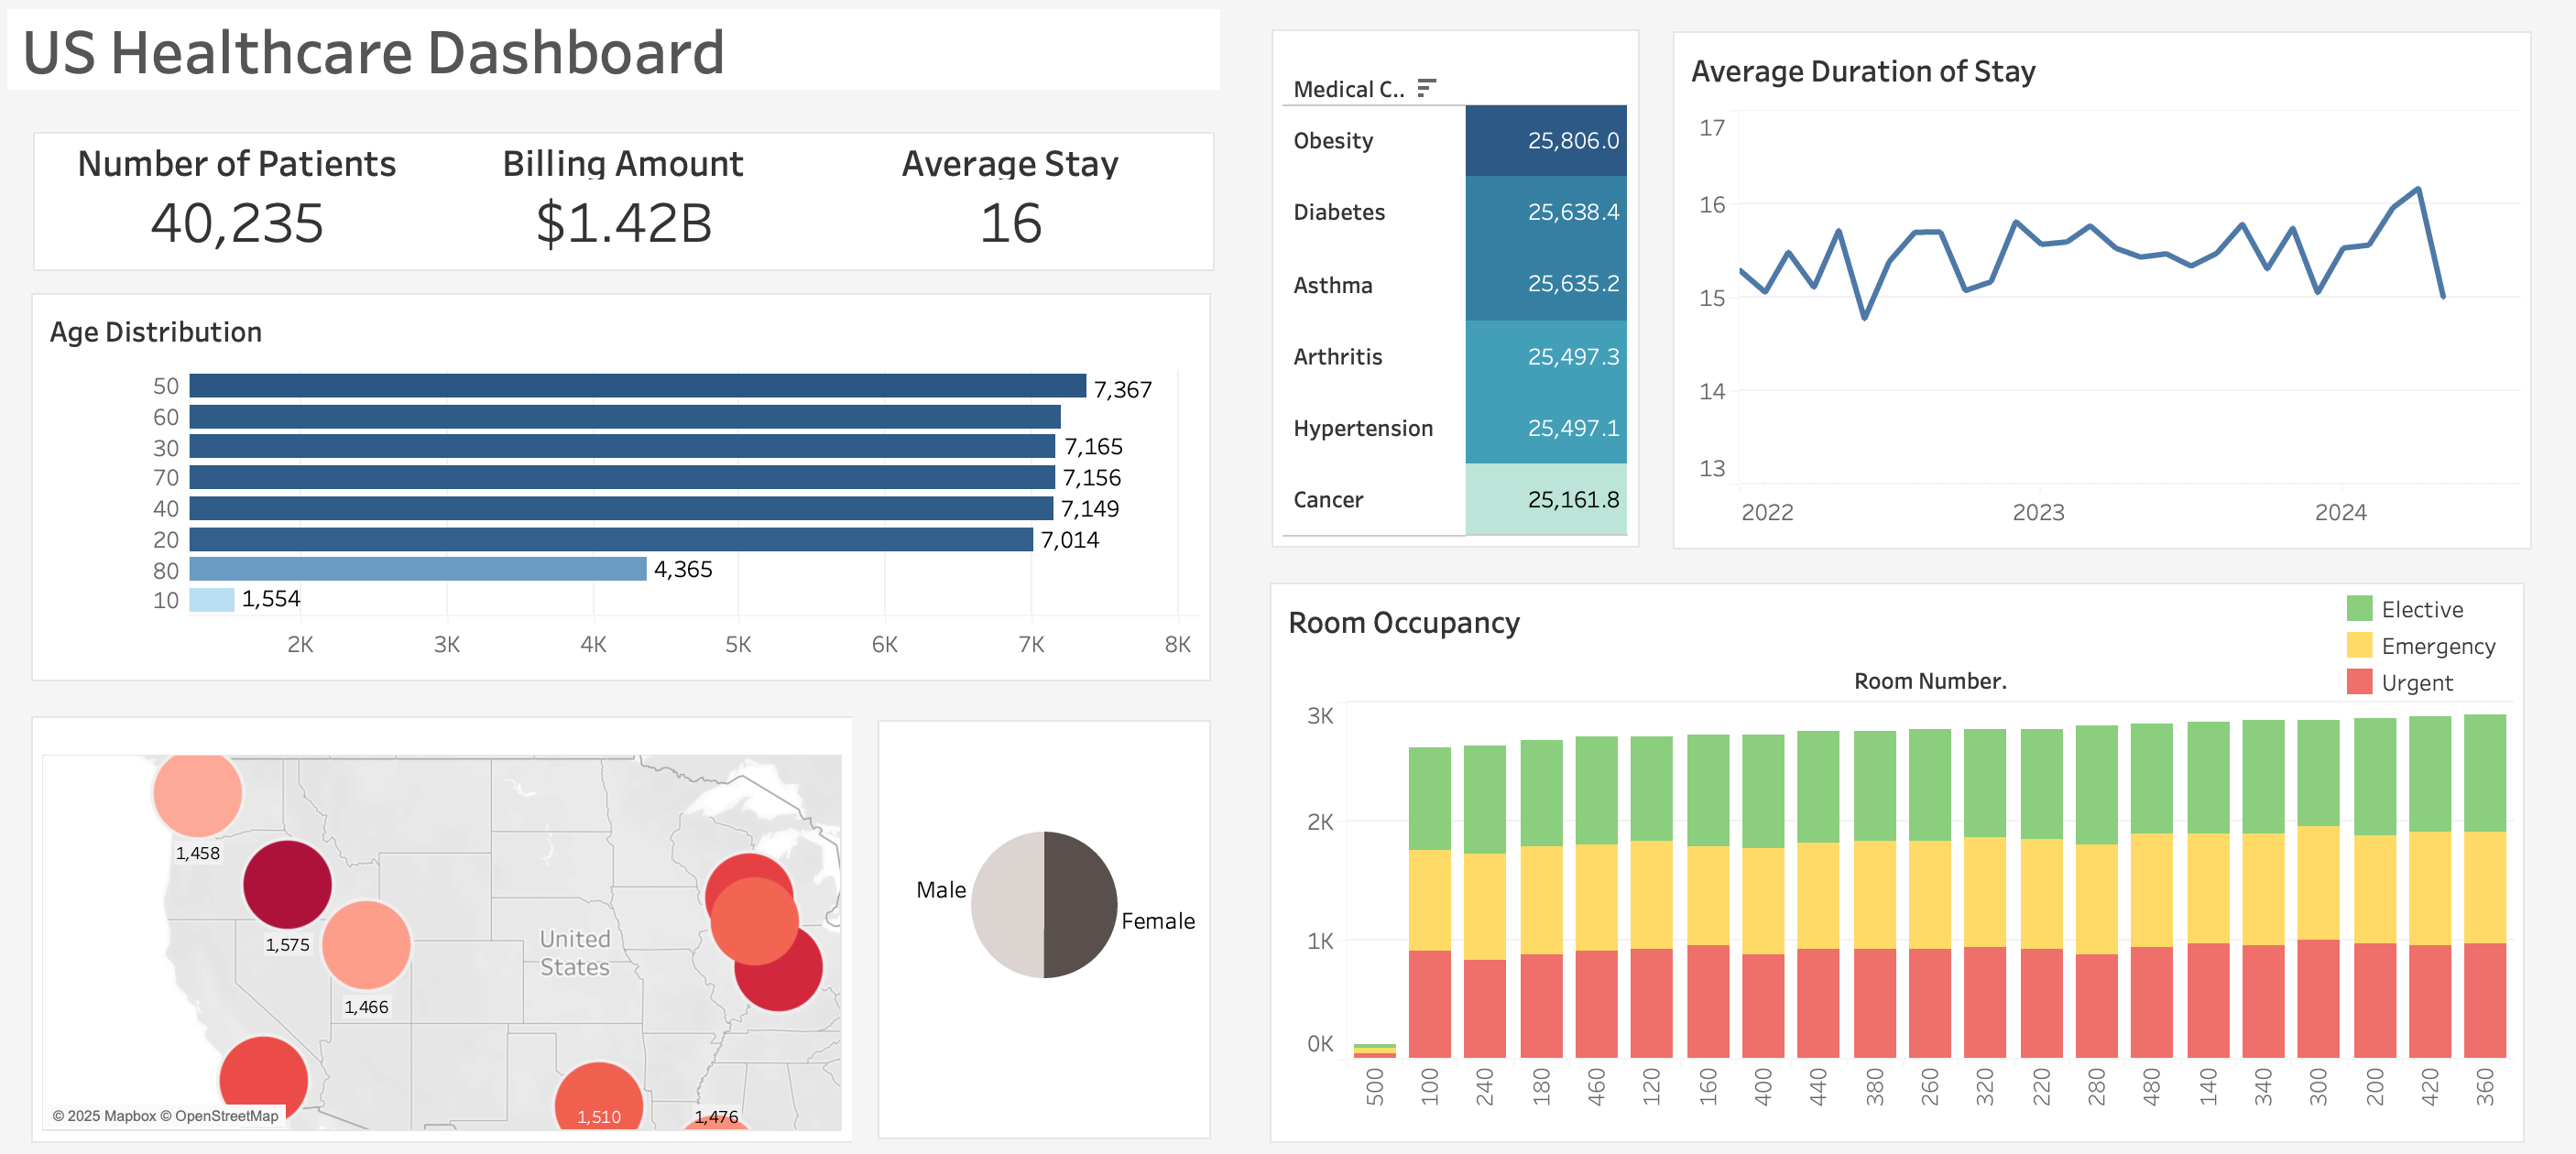 US Healthcare Dashboard
Number of Patients
40,235
Billing Amount
$1.42B
Average Stay
16
Age Distribution
50 7,367
60
30 7,165
70 7,156
40 7,149
20 7,014
80 4,365
10 1,554
2K 3K 4K 5K 6K 7K 8K
1,458
1,575
1,466
United
States
1,510
1,476
© 2025 Mapbox © OpenStreetMap
Male
Female
Medical C..
Obesity 25,806.0
Diabetes 25,638.4
Asthma 25,635.2
Arthritis 25,497.3
Hypertension 25,497.1
Cancer 25,161.8
Average Duration of Stay
17
16
15
14
13
2022 2023 2024
Room Occupancy
Elective
Emergency
Urgent
Room Number.
3K
2K
1K
0K
500 100 240 180 460 120 160 400 440 380 260 320 220 280 480 140 340 300 200 420 360